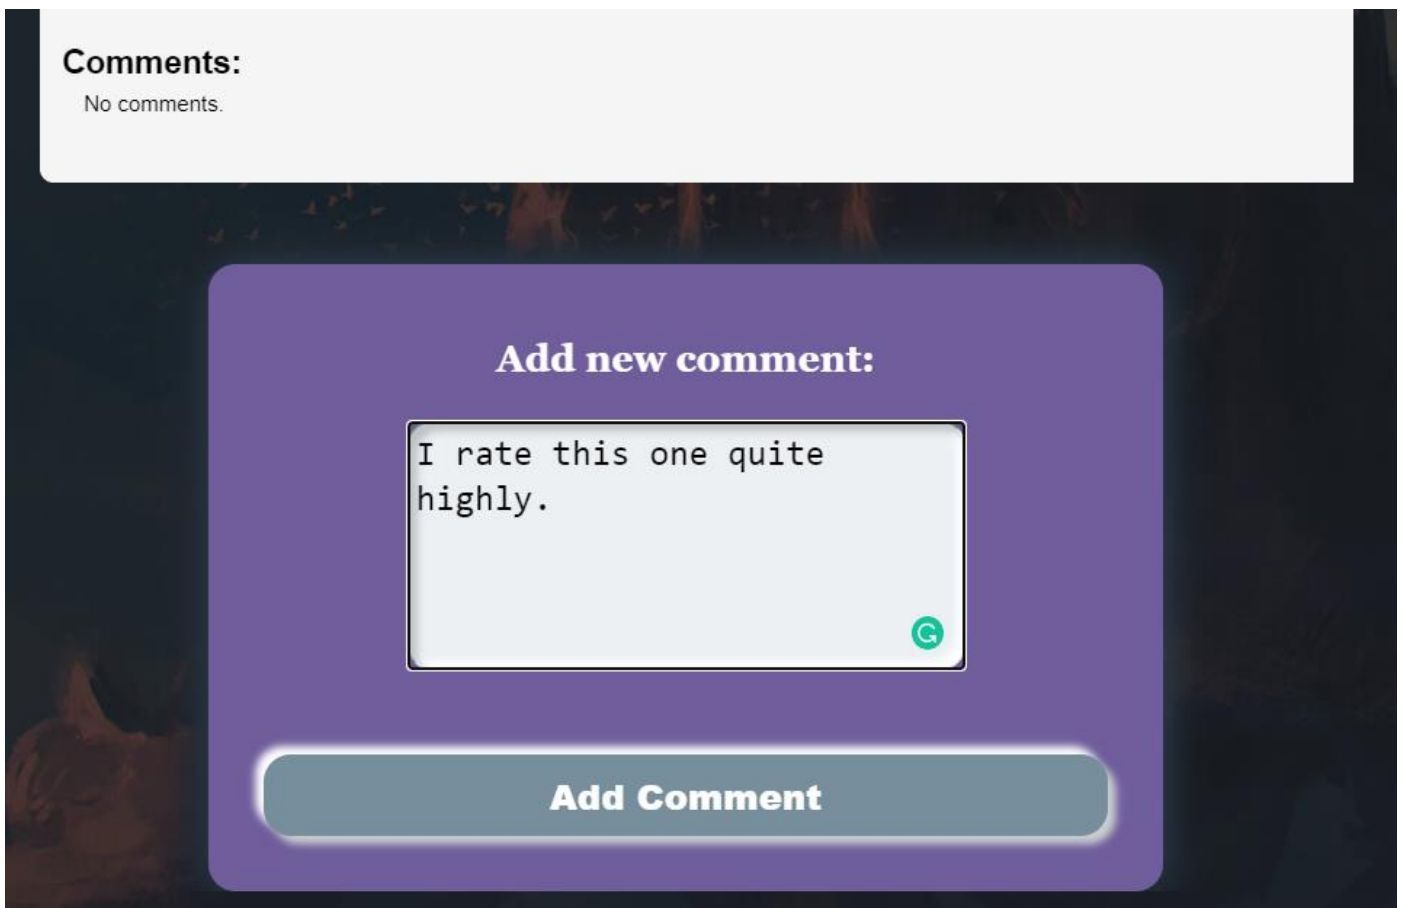 Comments:
No comments.
Add new comment:
I rate this one quite
highly.
Add Comment